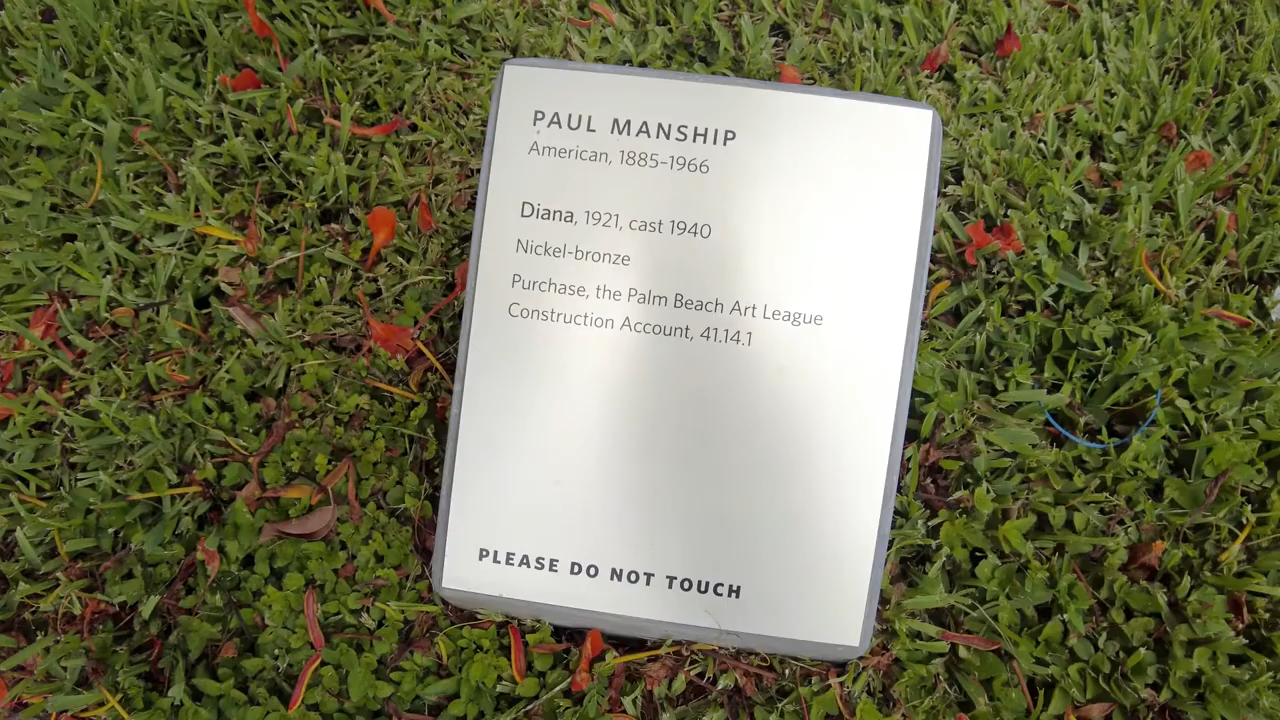 PAUL MANSHIP
American, 1885–1966
Diana, 1921, cast 1940
Nickel-bronze
Purchase, the Palm Beach Art League
Construction Account, 41.14.1
PLEASE DO NOT TOUCH